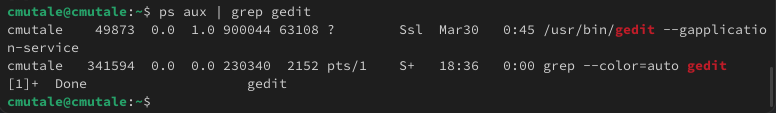 cmutale@cmutale:~$ ps aux | grep gedit
cmutale    49873  0.0  1.0 900044 63108 ?        Ssl  Mar30   0:45 /usr/bin/gedit --gapplicatio
n-service
cmutale   341594  0.0  0.0 230340  2152 pts/1    S+   18:36   0:00 grep --color=auto gedit
[1]+  Done                    gedit
cmutale@cmutale:~$